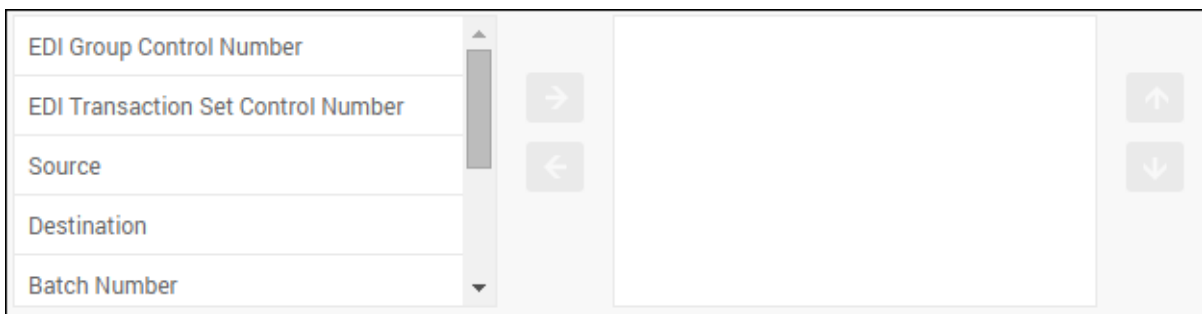 EDI Group Control Number
EDI Transaction Set Control Number
Source
Destination
Batch Number